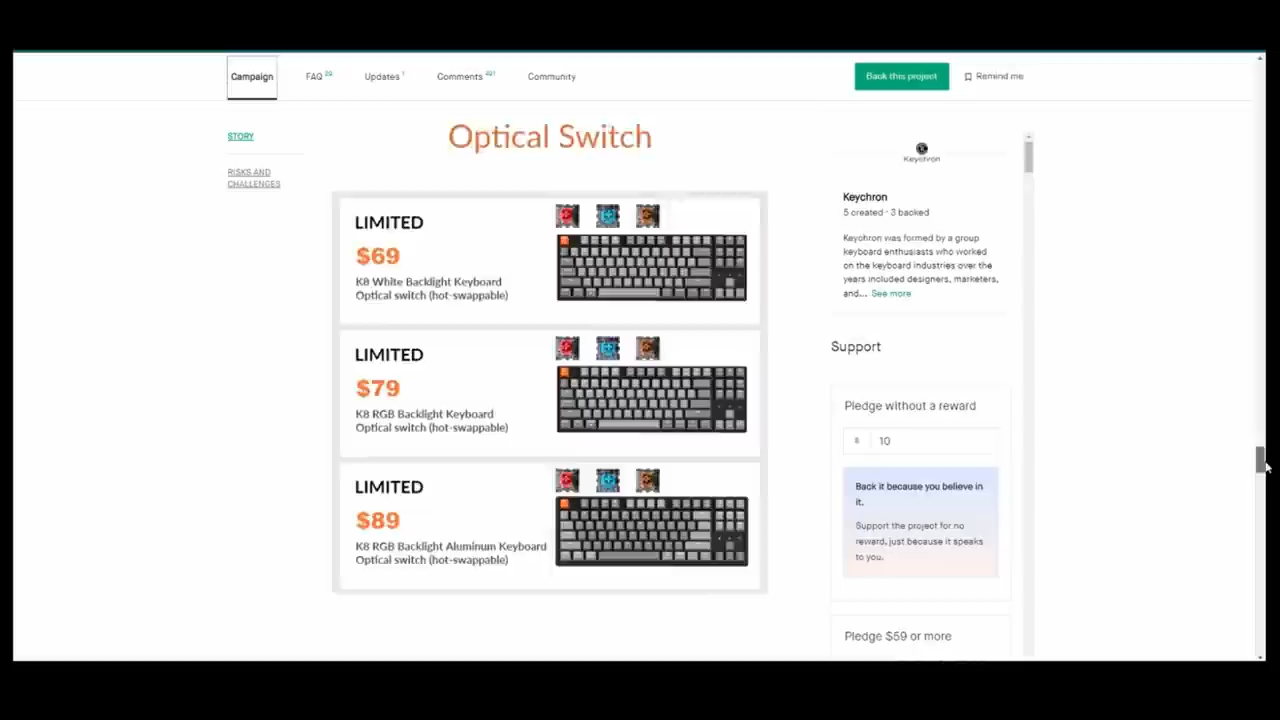 Campaign
FAQ 29
Updates 1
Comments 491
Community
Back this project
Remind me
STORY
RISKS AND
CHALLENGES
Optical Switch
LIMITED
$69
K8 White Backlight Keyboard
Optical switch (hot-swappable)
LIMITED
$79
K8 RGB Backlight Keyboard
Optical switch (hot-swappable)
LIMITED
$89
K8 RGB Backlight Aluminum Keyboard
Optical switch (hot-swappable)
Keychron
Keychron
5 created · 3 backed
Keychron was formed by a group
keyboard enthusiasts who worked
on the keyboard industries over the
years included designers, marketers,
and... See more
Support
Pledge without a reward
10
Back it because you believe in
it.
Support the project for no
reward, just because it speaks
to you.
Pledge $59 or more